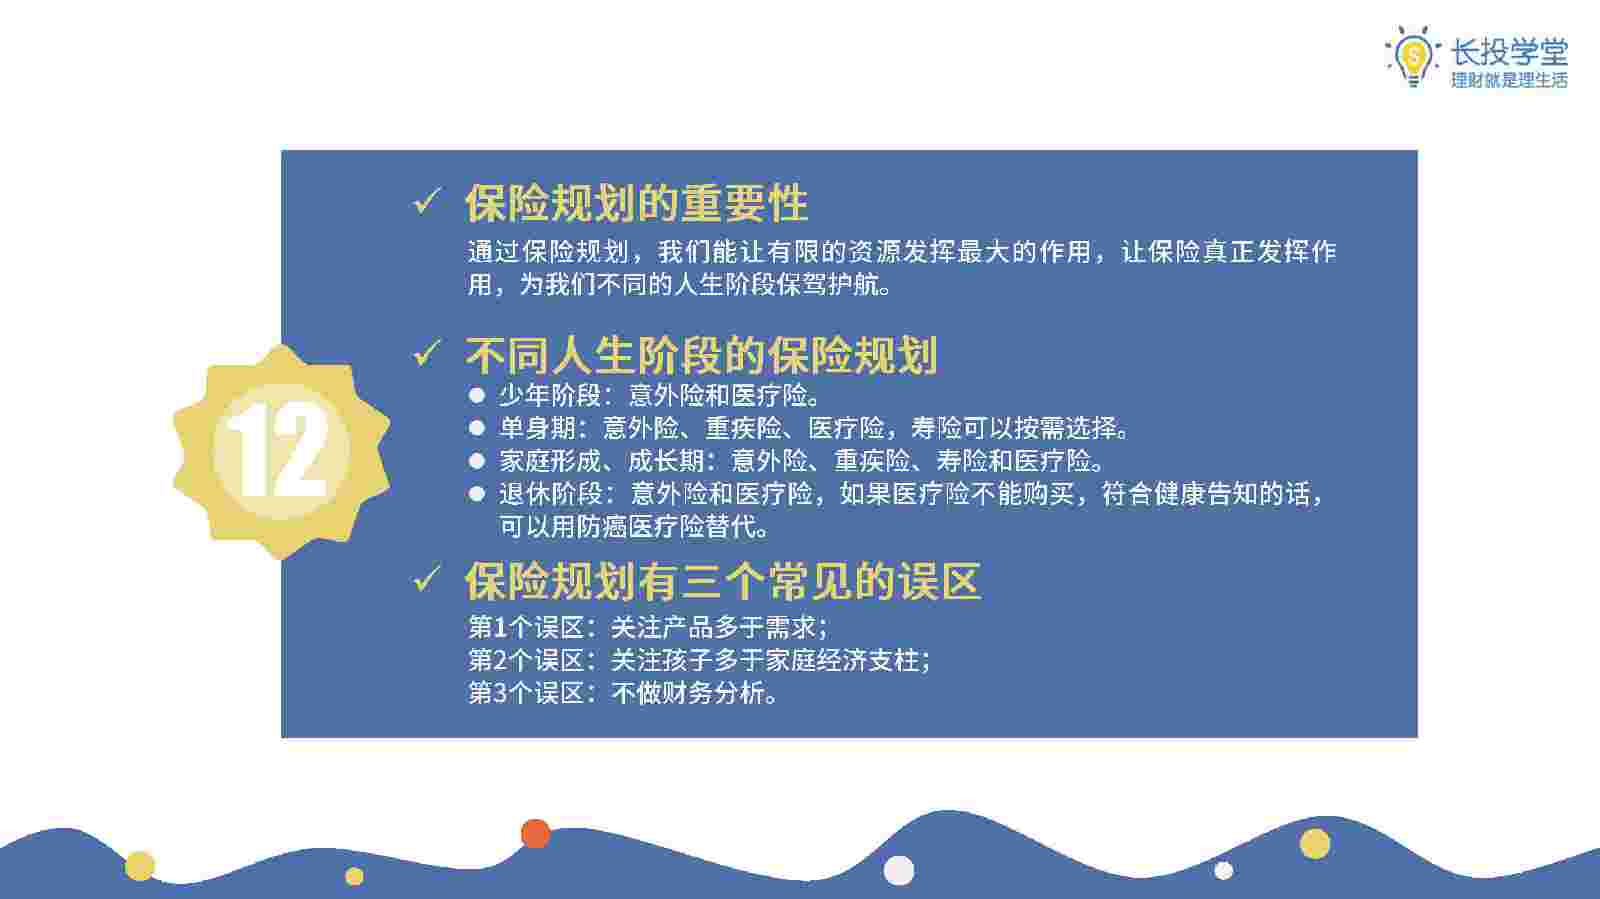 长投学堂
理财就是理生活
保险规划的重要性
通过保险规划，我们能让有限的资源发挥最大的作用，让保险真正发挥作
用，为我们不同的人生阶段保驾护航。
不同人生阶段的保险规划
少年阶段：意外险和医疗险。
单身期：意外险、重疾险、医疗险，寿险可以按需选择。
家庭形成、成长期：意外险、重疾险、寿险和医疗险。
退休阶段：意外险和医疗险，如果医疗险不能购买，符合健康告知的话，
可以用防癌医疗险替代。
12
保险规划有三个常见的误区
第1个误区：关注产品多于需求；
第2个误区：关注孩子多于家庭经济支柱；
第3个误区：不做财务分析。